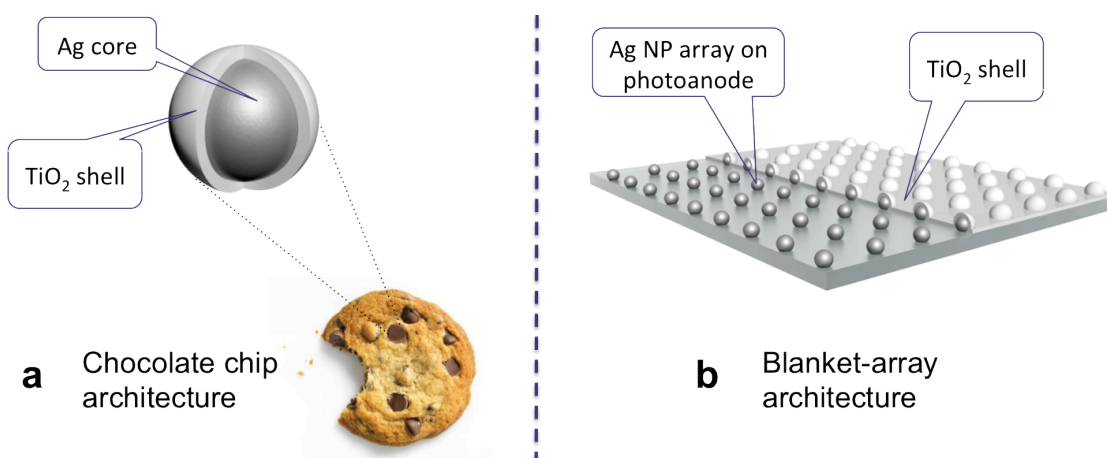 Ag core
TiO₂ shell
a Chocolate chip
architecture
Ag NP array on
photoanode
TiO₂ shell
b Blanket-array
architecture